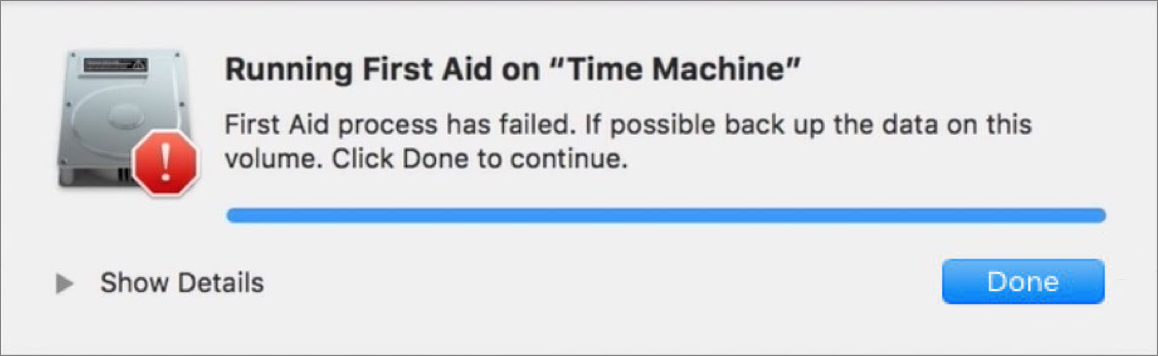 Running First Aid on “Time Machine”
First Aid process has failed. If possible back up the data on this
volume. Click Done to continue.
Show Details
Done